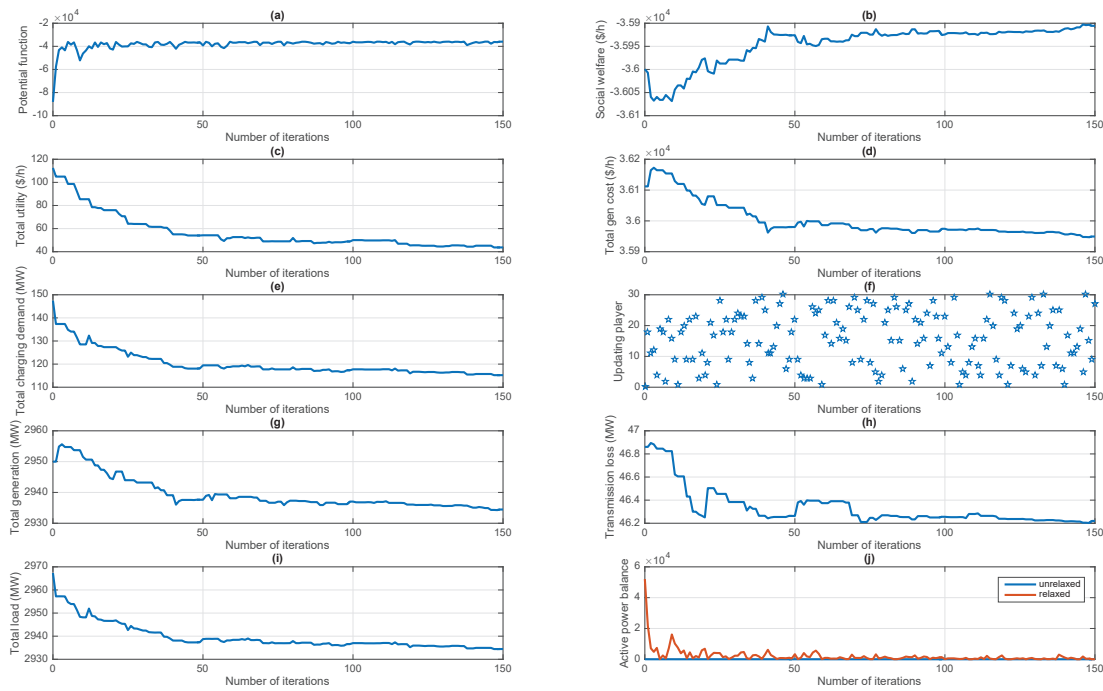 (a)
×10⁴
Potential function
-2
-4
-6
-8
-10
0
50
100
150
Number of iterations
(b)
×10⁴
Social welfare ($/h)
-3.59
-3.595
-3.6
-3.605
-3.61
0
50
100
150
Number of iterations
(c)
Total utility ($/h)
120
100
80
60
40
0
50
100
150
Number of iterations
(d)
×10⁴
Total gen cost ($/h)
3.62
3.61
3.6
3.59
0
50
100
150
Number of iterations
(e)
Total charging demand (MW)
150
140
130
120
110
0
50
100
150
Number of iterations
(f)
Updating player
30
20
10
0
0
50
100
150
Number of iterations
(g)
Total generation (MW)
2960
2950
2940
2930
0
50
100
150
Number of iterations
(h)
Transmission loss (MW)
47
46.8
46.6
46.4
46.2
0
50
100
150
Number of iterations
(i)
Total load (MW)
2970
2960
2950
2940
2930
0
50
100
150
Number of iterations
(j)
×10⁴
Active power balance
6
4
2
0
0
50
100
150
Number of iterations
unrelaxed
relaxed